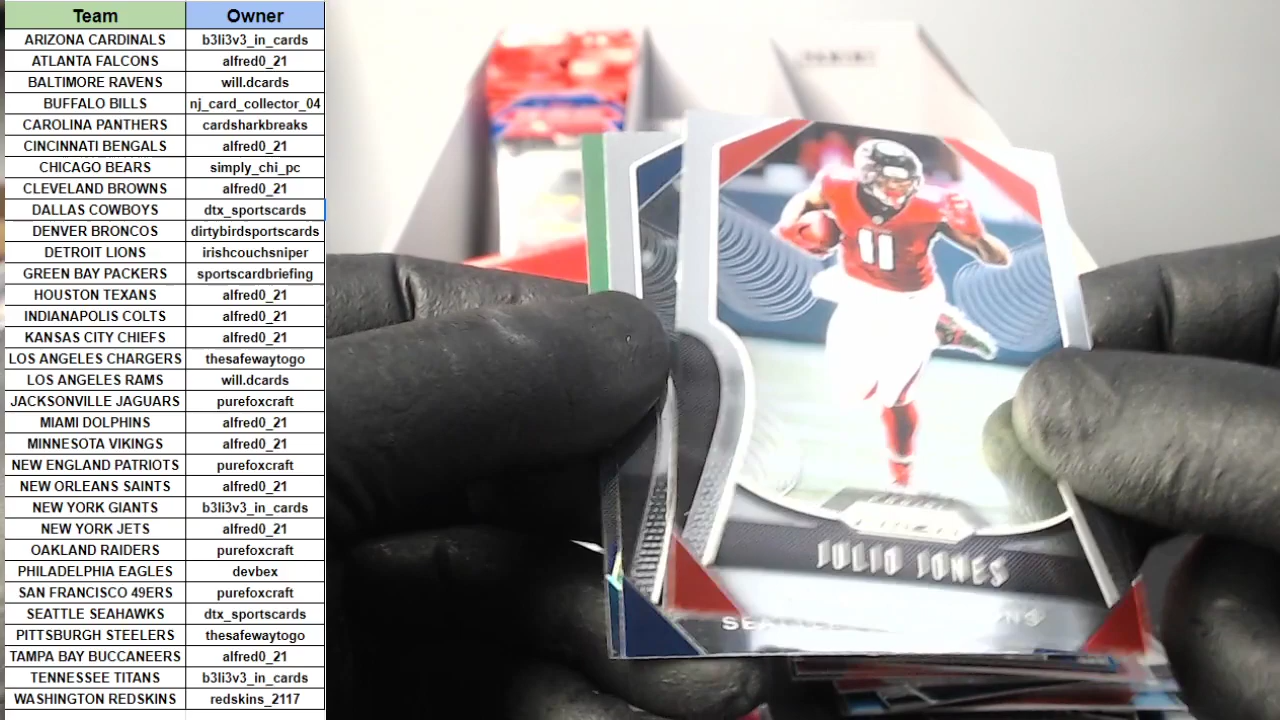 Team Owner
ARIZONA CARDINALS b3li3v3_in_cards
ATLANTA FALCONS alfred0_21
BALTIMORE RAVENS will.dcards
BUFFALO BILLS nj_card_collector_04
CAROLINA PANTHERS cardsharkbreaks
CINCINNATI BENGALS alfred0_21
CHICAGO BEARS simply_chi_pc
CLEVELAND BROWNS alfred0_21
DALLAS COWBOYS dtx_sportscards
DENVER BRONCOS dirtybirdsportscards
DETROIT LIONS irishcouchsniper
GREEN BAY PACKERS sportscardbriefing
HOUSTON TEXANS alfred0_21
INDIANAPOLIS COLTS alfred0_21
KANSAS CITY CHIEFS alfred0_21
LOS ANGELES CHARGERS thesafewaytogo
LOS ANGELES RAMS will.dcards
JACKSONVILLE JAGUARS purefoxcraft
MIAMI DOLPHINS alfred0_21
MINNESOTA VIKINGS alfred0_21
NEW ENGLAND PATRIOTS purefoxcraft
NEW ORLEANS SAINTS alfred0_21
NEW YORK GIANTS b3li3v3_in_cards
NEW YORK JETS alfred0_21
OAKLAND RAIDERS purefoxcraft
PHILADELPHIA EAGLES devbex
SAN FRANCISCO 49ERS purefoxcraft
SEATTLE SEAHAWKS dtx_sportscards
PITTSBURGH STEELERS thesafewaytogo
TAMPA BAY BUCCANEERS alfred0_21
TENNESSEE TITANS b3li3v3_in_cards
WASHINGTON REDSKINS redskins_2117
PANINI
11
PRIZM
JULIO JONES